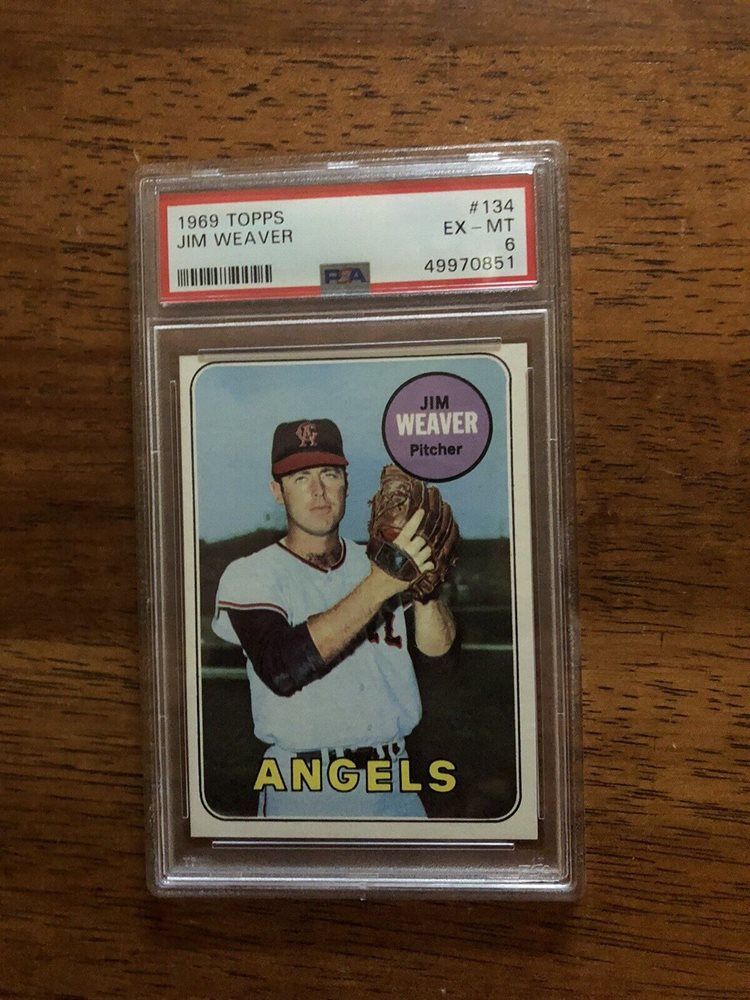 1969 TOPPS
JIM WEAVER
#134
EX - MT
6
49970851
PSA
JIM
WEAVER
Pitcher
ANGELS